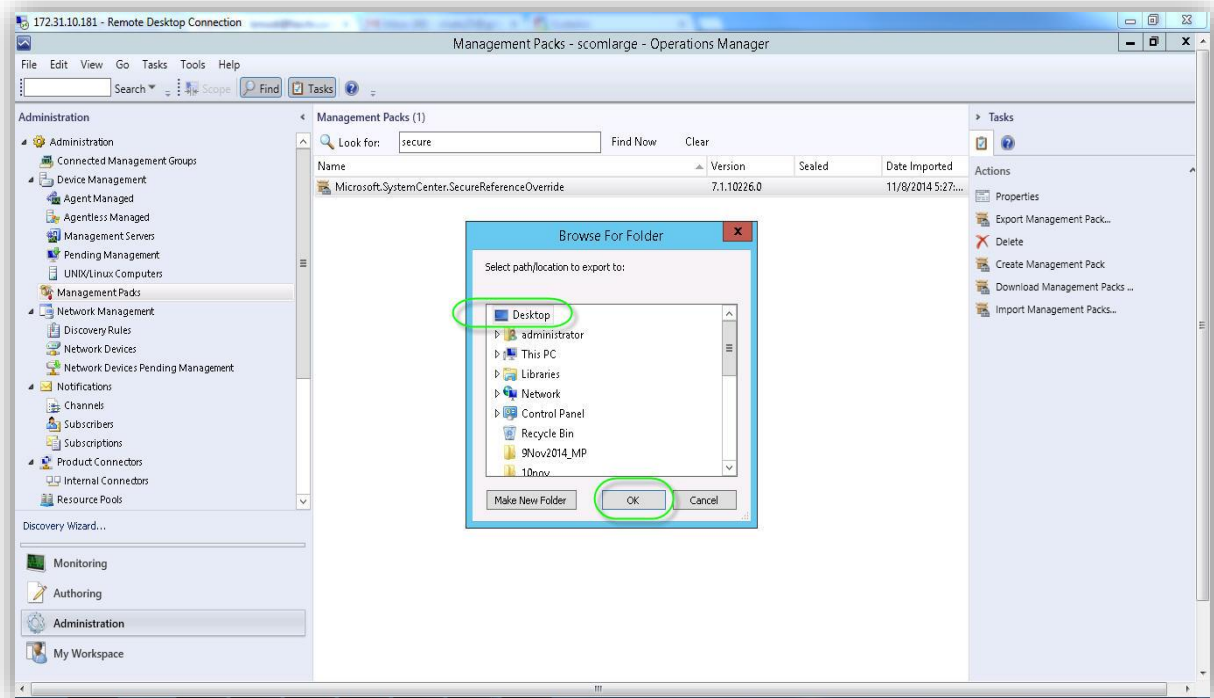 172.31.10.181 - Remote Desktop Connection
Management Packs - scomlarge - Operations Manager
File Edit View Go Tasks Tools Help
Search Scope Find Tasks
Administration
Administration
Connected Management Groups
Device Management
Agent Managed
Agentless Managed
Management Servers
Pending Management
UNIX/Linux Computers
Management Packs
Network Management
Discovery Rules
Network Devices
Network Devices Pending Management
Notifications
Channels
Subscribers
Subscriptions
Product Connectors
Internal Connectors
Resource Pools
Discovery Wizard...
Monitoring
Authoring
Administration
My Workspace
Management Packs (1)
Look for: secure Find Now Clear
Name Version Sealed Date Imported
Microsoft.SystemCenter.SecureReferenceOverride 7.1.10226.0 11/8/2014 5:27:...
Browse For Folder
Select path/location to export to:
Desktop
administrator
This PC
Libraries
Network
Control Panel
Recycle Bin
9Nov2014_MP
10nov
Make New Folder OK Cancel
Tasks
Actions
Properties
Export Management Pack...
Delete
Create Management Pack
Download Management Packs ...
Import Management Packs...